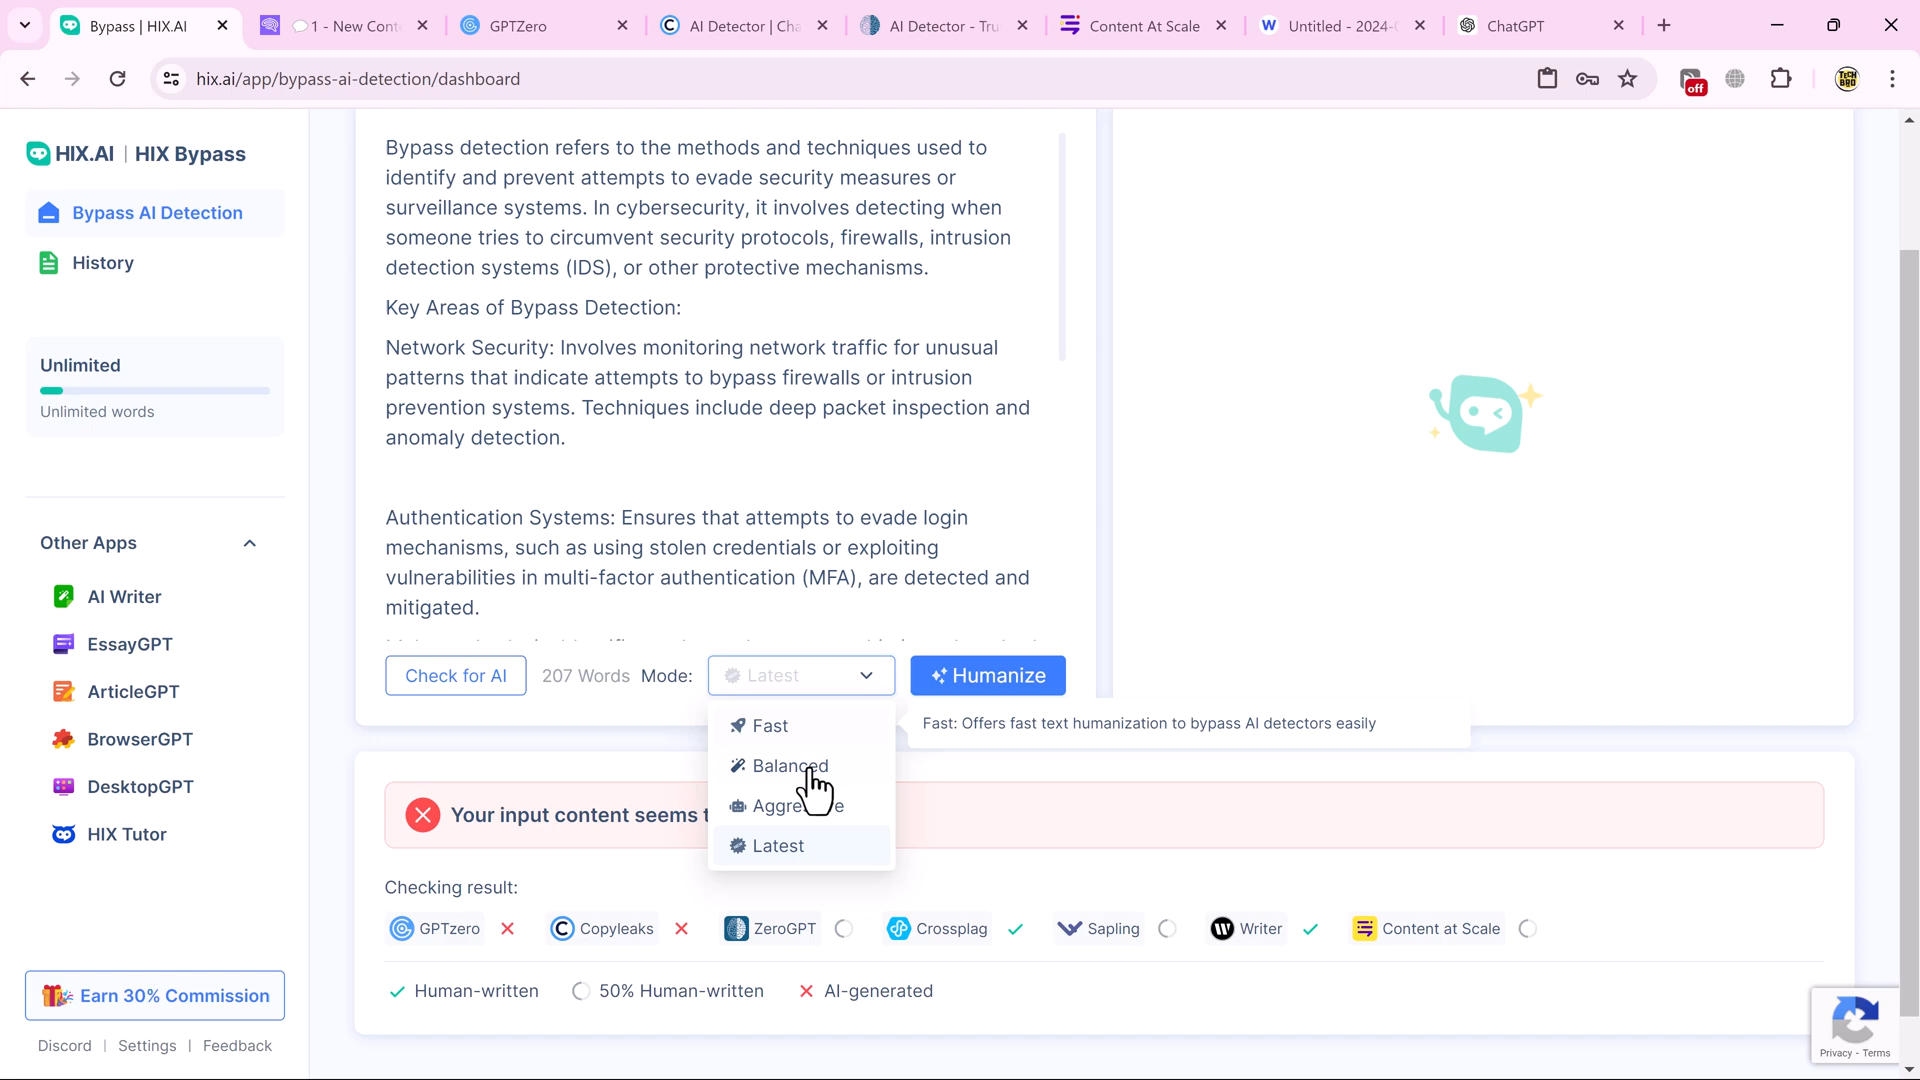 Bypass | HIX.AI
1 - New Cont
GPTZero
AI Detector | Cha
AI Detector - Tru
Content At Scale
Untitled - 2024-
ChatGPT
hix.ai/app/bypass-ai-detection/dashboard
off
TECH BRO
HIX.AI | HIX Bypass
Bypass AI Detection
History
Unlimited
Unlimited words
Other Apps
AI Writer
EssayGPT
ArticleGPT
BrowserGPT
DesktopGPT
HIX Tutor
Earn 30% Commission
Discord | Settings | Feedback
Bypass detection refers to the methods and techniques used to
identify and prevent attempts to evade security measures or
surveillance systems. In cybersecurity, it involves detecting when
someone tries to circumvent security protocols, firewalls, intrusion
detection systems (IDS), or other protective mechanisms.
Key Areas of Bypass Detection:
Network Security: Involves monitoring network traffic for unusual
patterns that indicate attempts to bypass firewalls or intrusion
prevention systems. Techniques include deep packet inspection and
anomaly detection.
Authentication Systems: Ensures that attempts to evade login
mechanisms, such as using stolen credentials or exploiting
vulnerabilities in multi-factor authentication (MFA), are detected and
mitigated.
Check for AI 207 Words Mode: Latest Humanize
Fast
Balanced
Latest
Fast: Offers fast text humanization to bypass AI detectors easily
Your input content seems t
Checking result:
GPTzero Copyleaks ZeroGPT Crossplag Sapling Writer Content at Scale
Human-written 50% Human-written AI-generated
Privacy - Terms